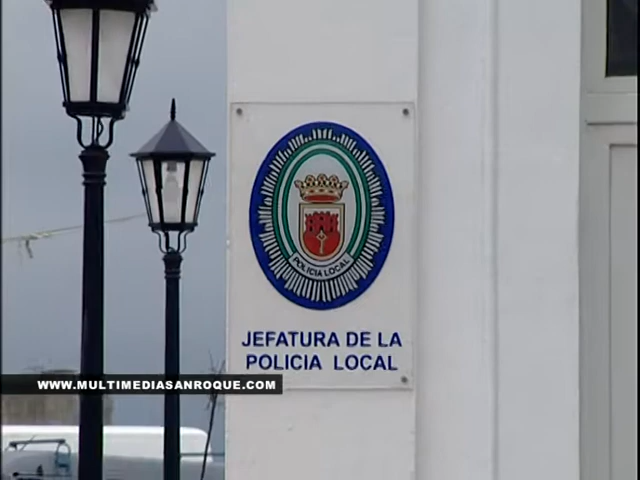 POLICIA LOCAL
JEFATURA DE LA
POLICIA LOCAL
WWW.MULTIMEDIASANROQUE.COM